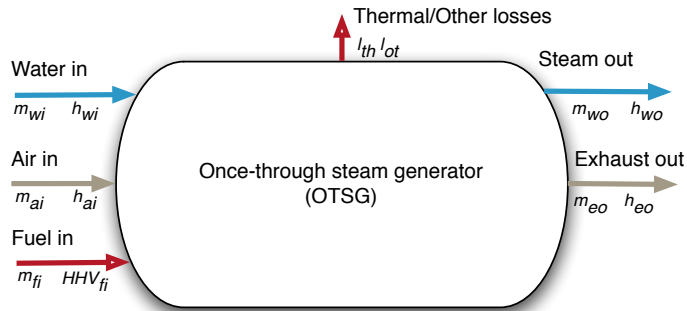 Thermal/Other losses
l_th l_ot
Water in
m_wi h_wi
Steam out
m_wo h_wo
Air in
m_ai h_ai
Once-through steam generator
(OTSG)
Exhaust out
m_eo h_eo
Fuel in
m_fi HHV_fi